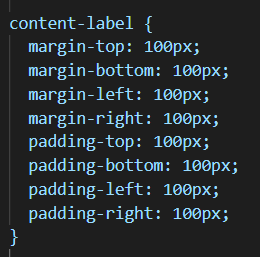 content-label {
  margin-top: 100px;
  margin-bottom: 100px;
  margin-left: 100px;
  margin-right: 100px;
  padding-top: 100px;
  padding-bottom: 100px;
  padding-left: 100px;
  padding-right: 100px;
}